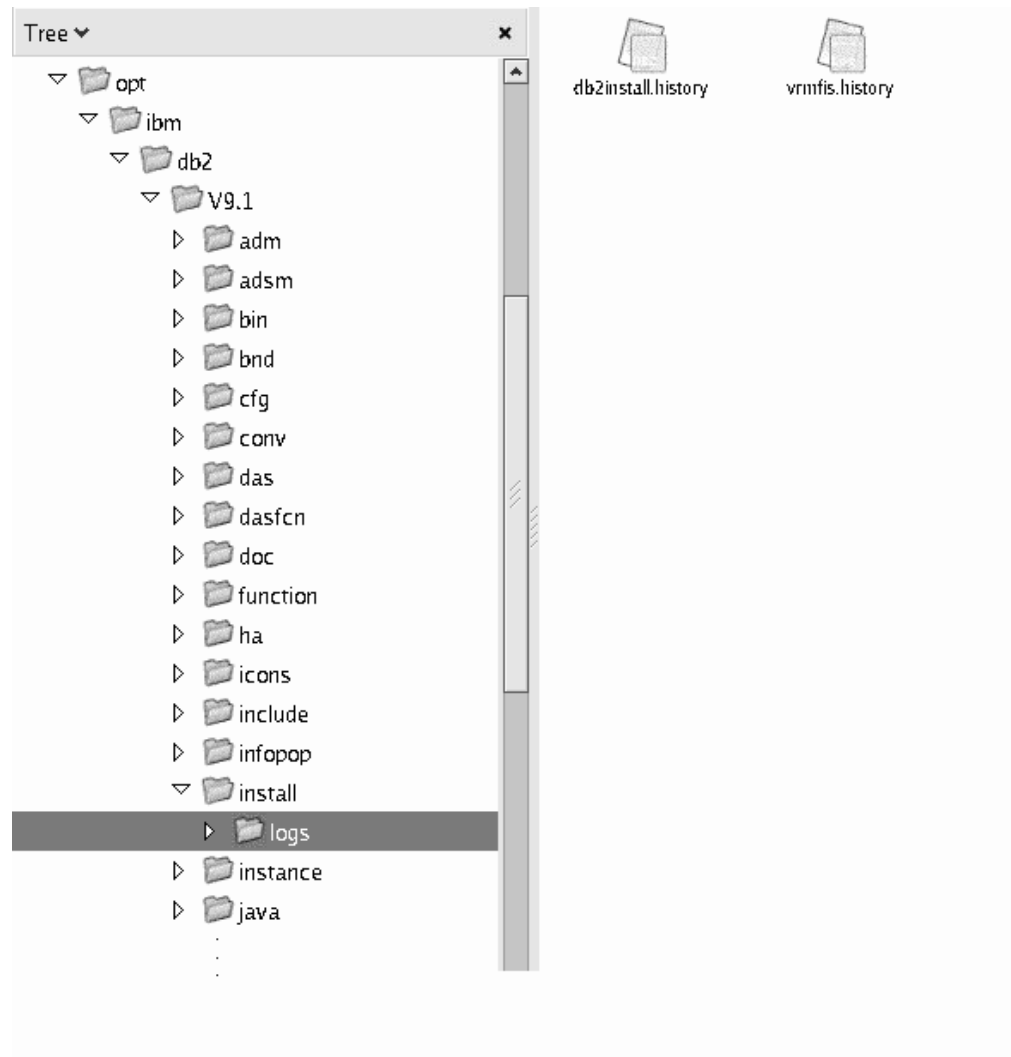 Tree
opt
ibm
db2
V9.1
adm
adsm
bin
bnd
cfg
conv
das
dasfcn
doc
function
ha
icons
include
infopop
install
logs
instance
java
db2install.history
vrmfis.history